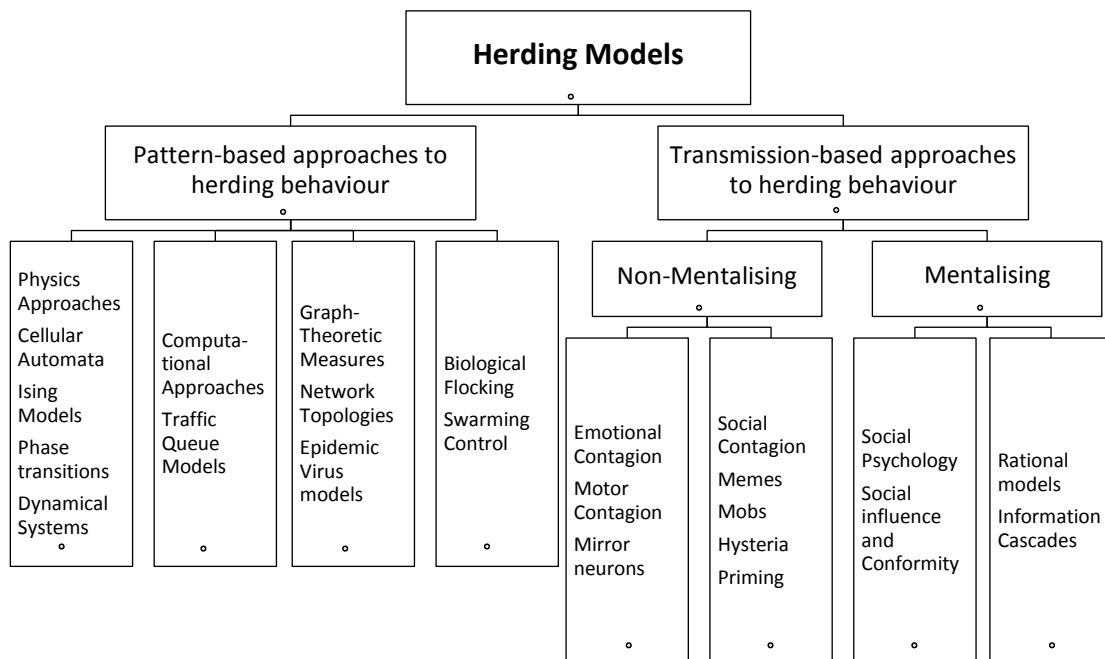 Herding Models
Pattern-based approaches to
herding behaviour
Transmission-based approaches
to herding behaviour
Physics
Approaches
Cellular
Automata
Ising
Models
Phase
transitions
Dynamical
Systems
Computa-
tional
Approaches
Traffic
Queue
Models
Graph-
Theoretic
Measures
Network
Topologies
Epidemic
Virus
models
Biological
Flocking
Swarming
Control
Non-Mentalising
Mentalising
Emotional
Contagion
Motor
Contagion
Mirror
neurons
Social
Contagion
Memes
Mobs
Hysteria
Priming
Social
Psychology
Social
influence
and
Conformity
Rational
models
Information
Cascades